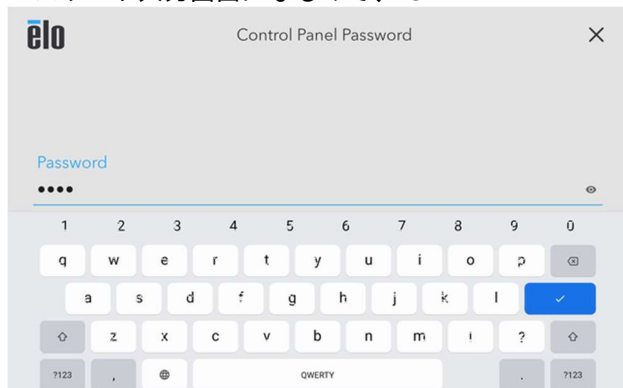 elo Control Panel Password
Password
••••
1 2 3 4 5 6 7 8 9 0
q w e r t y u i o p
a s d f g h j k l
z x c v b n m ! ?
?123 , QWERTY . ?123